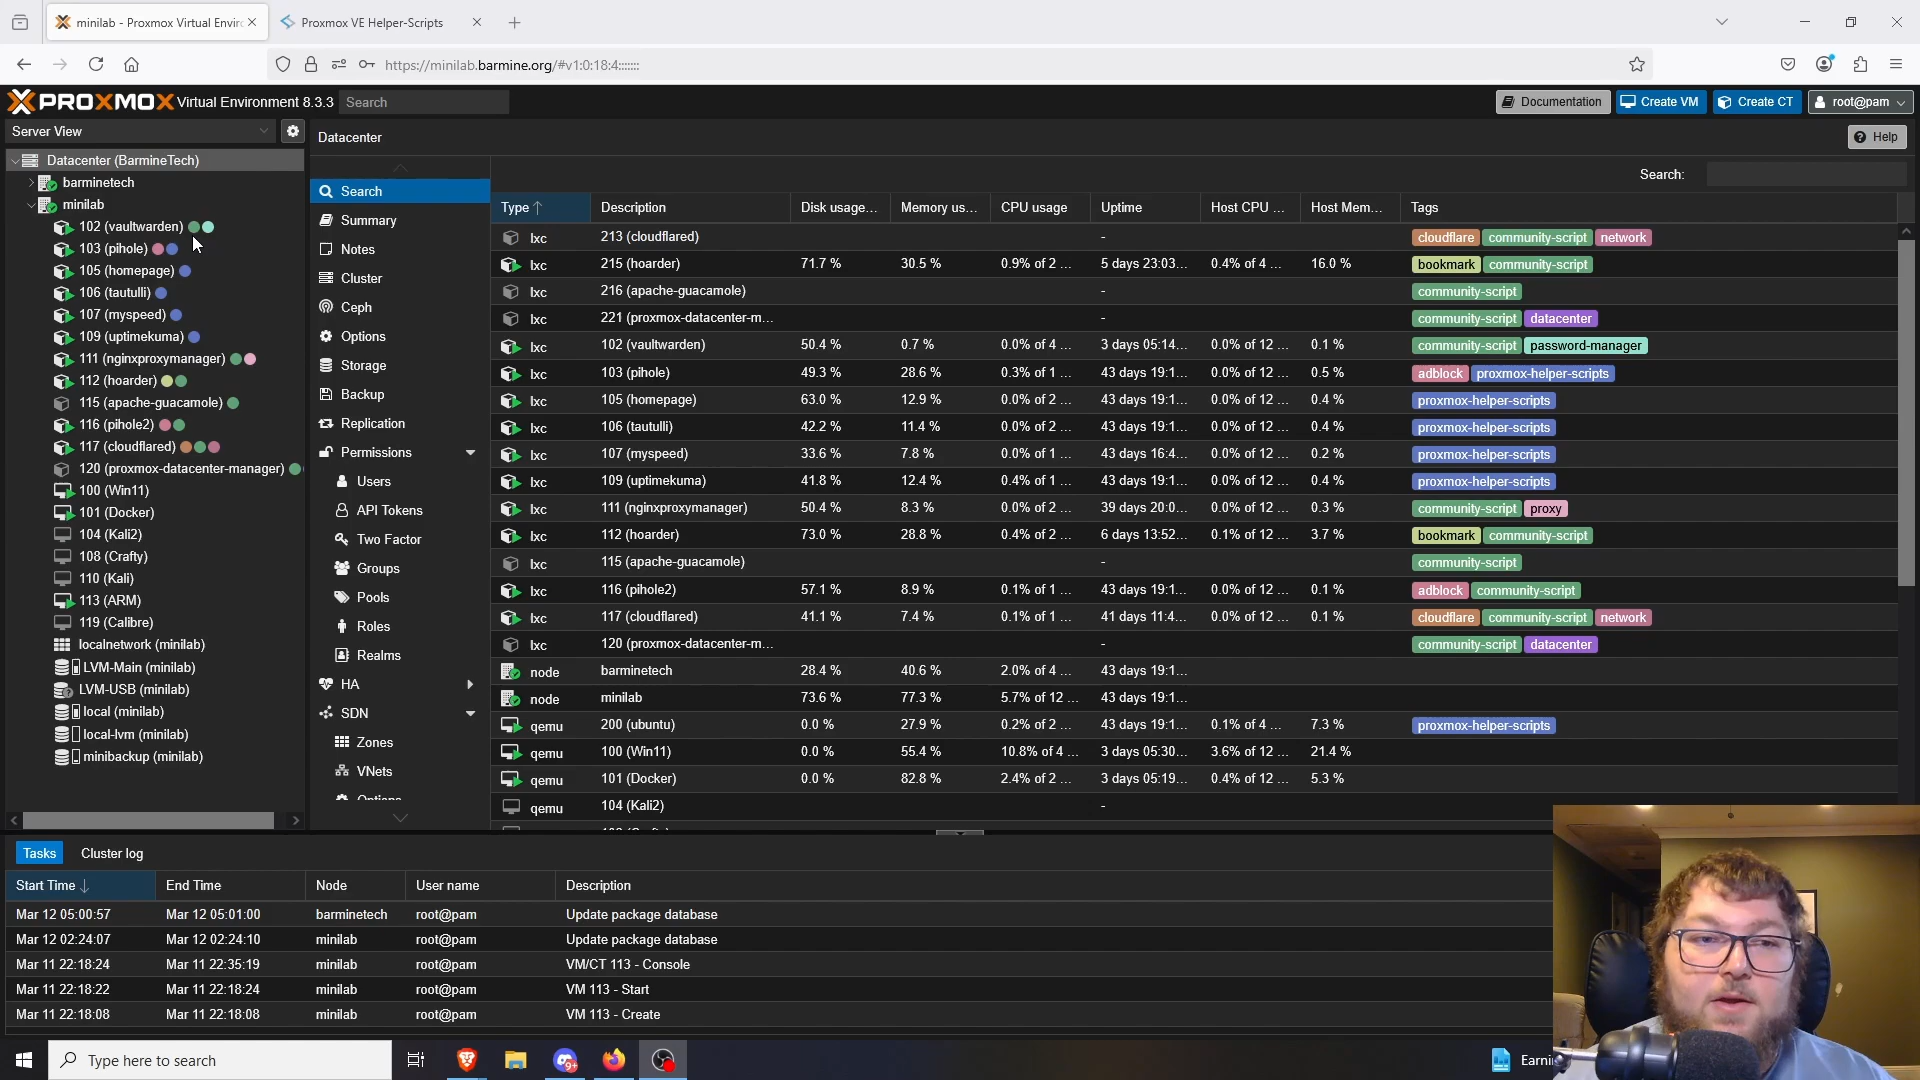 minilab - Proxmox Virtual Envir
Proxmox VE Helper-Scripts
https://minilab.barmine.org/#v1:0:18:4:::::::
PROXMOX Virtual Environment 8.3.3 Search
Documentation Create VM Create CT root@pam
Server View
Datacenter
Help
Datacenter (BarmineTech)
barminetech
minilab
102 (vaultwarden)
103 (pihole)
105 (homepage)
106 (tautulli)
107 (myspeed)
109 (uptimekuma)
111 (nginxproxymanager)
112 (hoarder)
115 (apache-guacamole)
116 (pihole2)
117 (cloudflared)
120 (proxmox-datacenter-manager)
100 (Win11)
101 (Docker)
104 (Kali2)
108 (Crafty)
110 (Kali)
113 (ARM)
119 (Calibre)
localnetwork (minilab)
LVM-Main (minilab)
LVM-USB (minilab)
local (minilab)
local-lvm (minilab)
minibackup (minilab)
Search
Summary
Notes
Cluster
Ceph
Options
Storage
Backup
Replication
Permissions
Users
API Tokens
Two Factor
Groups
Pools
Roles
Realms
HA
SDN
Zones
VNets
Options
Search:
Type Description Disk usage... Memory us... CPU usage Uptime Host CPU ... Host Mem... Tags
lxc 213 (cloudflared) - cloudflare community-script network
lxc 215 (hoarder) 71.7 % 30.5 % 0.9% of 2 ... 5 days 23:03... 0.4% of 4 ... 16.0 % bookmark community-script
lxc 216 (apache-guacamole) - community-script
lxc 221 (proxmox-datacenter-m... - community-script datacenter
lxc 102 (vaultwarden) 50.4 % 0.7 % 0.0% of 4 ... 3 days 05:14... 0.0% of 12 ... 0.1 % community-script password-manager
lxc 103 (pihole) 49.3 % 28.6 % 0.3% of 1 ... 43 days 19:1... 0.0% of 12 ... 0.5 % adblock proxmox-helper-scripts
lxc 105 (homepage) 63.0 % 12.9 % 0.0% of 2 ... 43 days 19:1... 0.0% of 12 ... 0.4 % proxmox-helper-scripts
lxc 106 (tautulli) 42.2 % 11.4 % 0.0% of 2 ... 43 days 19:1... 0.0% of 12 ... 0.4 % proxmox-helper-scripts
lxc 107 (myspeed) 33.6 % 7.8 % 0.0% of 1 ... 43 days 16:4... 0.0% of 12 ... 0.2 % proxmox-helper-scripts
lxc 109 (uptimekuma) 41.8 % 12.4 % 0.4% of 1 ... 43 days 19:1... 0.0% of 12 ... 0.4 % proxmox-helper-scripts
lxc 111 (nginxproxymanager) 50.4 % 8.3 % 0.0% of 2 ... 39 days 20:0... 0.0% of 12 ... 0.3 % community-script proxy
lxc 112 (hoarder) 73.0 % 28.8 % 0.4% of 2 ... 6 days 13:52... 0.1% of 12 ... 3.7 % bookmark community-script
lxc 115 (apache-guacamole) - community-script
lxc 116 (pihole2) 57.1 % 8.9 % 0.1% of 1 ... 43 days 19:1... 0.0% of 12 ... 0.1 % adblock community-script
lxc 117 (cloudflared) 41.1 % 7.4 % 0.1% of 1 ... 41 days 11:4... 0.0% of 12 ... 0.1 % cloudflare community-script network
lxc 120 (proxmox-datacenter-m... - community-script datacenter
node barminetech 28.4 % 40.6 % 2.0% of 4 ... 43 days 19:1...
node minilab 73.6 % 77.3 % 5.7% of 12 ... 43 days 19:1...
qemu 200 (ubuntu) 0.0 % 27.9 % 0.2% of 2 ... 43 days 19:1... 0.1% of 4 ... 7.3 % proxmox-helper-scripts
qemu 100 (Win11) 0.0 % 55.4 % 10.8% of 4 ... 3 days 05:30... 3.6% of 12 ... 21.4 %
qemu 101 (Docker) 0.0 % 82.8 % 2.4% of 2 ... 3 days 05:19... 0.4% of 12 ... 5.3 %
qemu 104 (Kali2) -
Tasks Cluster log
Start Time End Time Node User name Description
Mar 12 05:00:57 Mar 12 05:01:00 barminetech root@pam Update package database
Mar 12 02:24:07 Mar 12 02:24:10 minilab root@pam Update package database
Mar 11 22:18:24 Mar 11 22:35:19 minilab root@pam VM/CT 113 - Console
Mar 11 22:18:22 Mar 11 22:18:24 minilab root@pam VM 113 - Start
Mar 11 22:18:08 Mar 11 22:18:08 minilab root@pam VM 113 - Create
Type here to search
9+